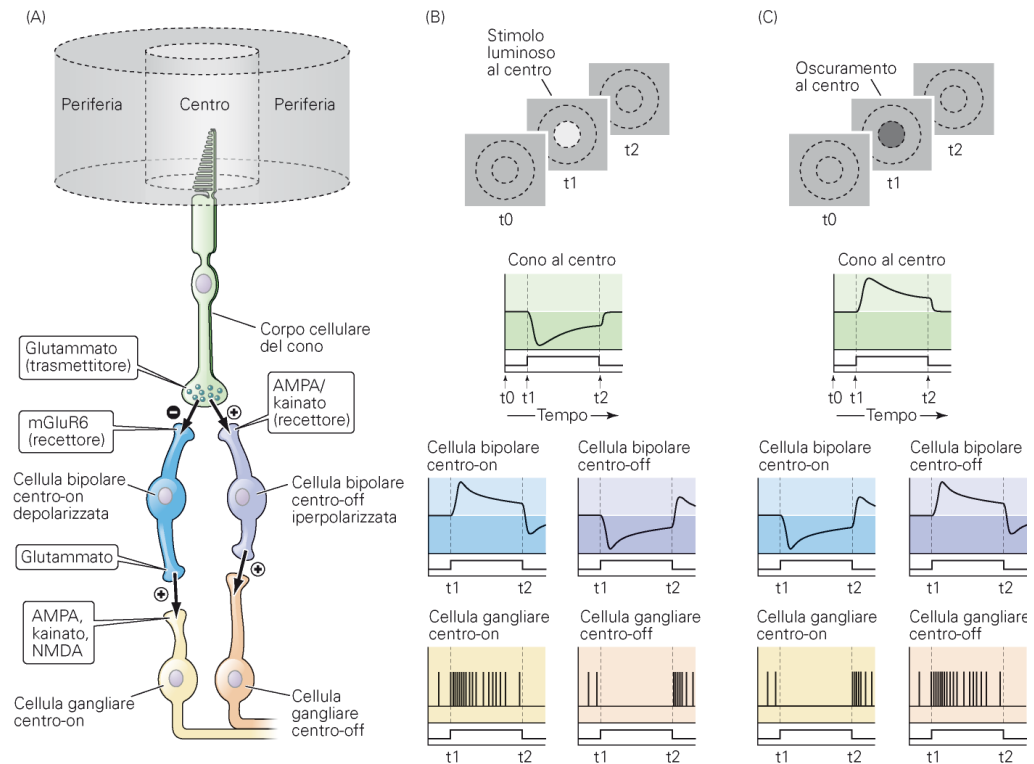 (A)
Periferia
Centro
Periferia
Corpo cellulare
del cono
Glutammato
(trasmettitore)
AMPA/
kainato
(recettore)
−
+
mGluR6
(recettore)
Cellula bipolare
centro-on
depolarizzata
Cellula bipolare
centro-off
iperpolarizzata
Glutammato
+
+
AMPA,
kainato,
NMDA
Cellula gangliare
centro-on
Cellula
gangliare
centro-off
(B)
Stimolo
luminoso
al centro
t2
t1
t0
Cono al centro
t0
t1
t2
Tempo
Cellula bipolare
centro-on
Cellula bipolare
centro-off
t1
t2
t1
t2
Cellula gangliare
centro-on
Cellula gangliare
centro-off
t1
t2
t1
t2
(C)
Oscuramento
al centro
t2
t1
t0
Cono al centro
t0
t1
t2
Tempo
Cellula bipolare
centro-on
Cellula bipolare
centro-off
t1
t2
t1
t2
Cellula gangliare
centro-on
Cellula gangliare
centro-off
t1
t2
t1
t2